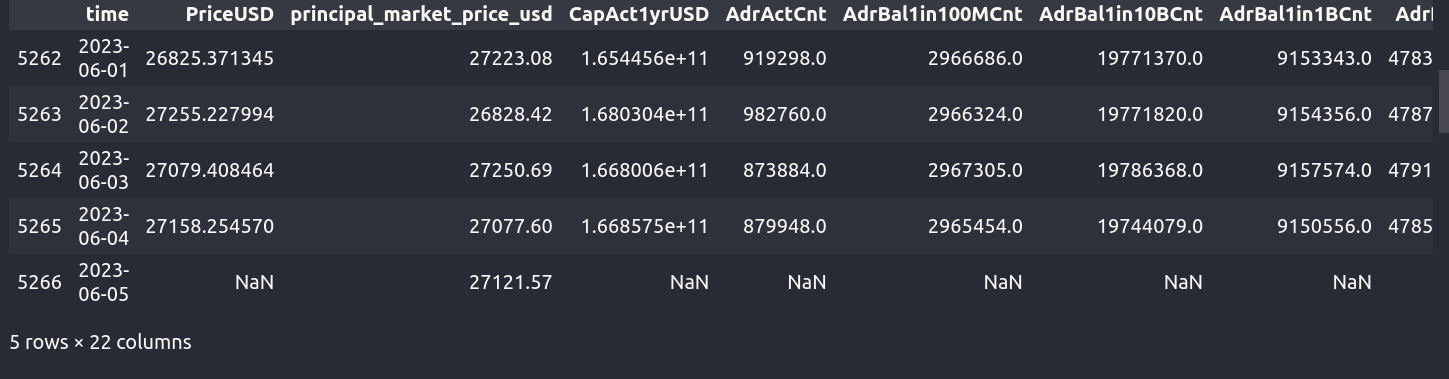 time PriceUSD principal_market_price_usd CapAct1yrUSD AdrActCnt AdrBal1in100MCnt AdrBal1in10BCnt AdrBal1in1BCnt
5262 2023-06-01 26825.371345 27223.08 1.654456e+11 919298.0 2966686.0 19771370.0 9153343.0 4783
5263 2023-06-02 27255.227994 26828.42 1.680304e+11 982760.0 2966324.0 19771820.0 9154356.0 4787
5264 2023-06-03 27079.408464 27250.69 1.668006e+11 873884.0 2967305.0 19786368.0 9157574.0 4791
5265 2023-06-04 27158.254570 27077.60 1.668575e+11 879948.0 2965454.0 19744079.0 9150556.0 4785
5266 2023-06-05 NaN 27121.57 NaN NaN NaN NaN NaN
5 rows × 22 columns